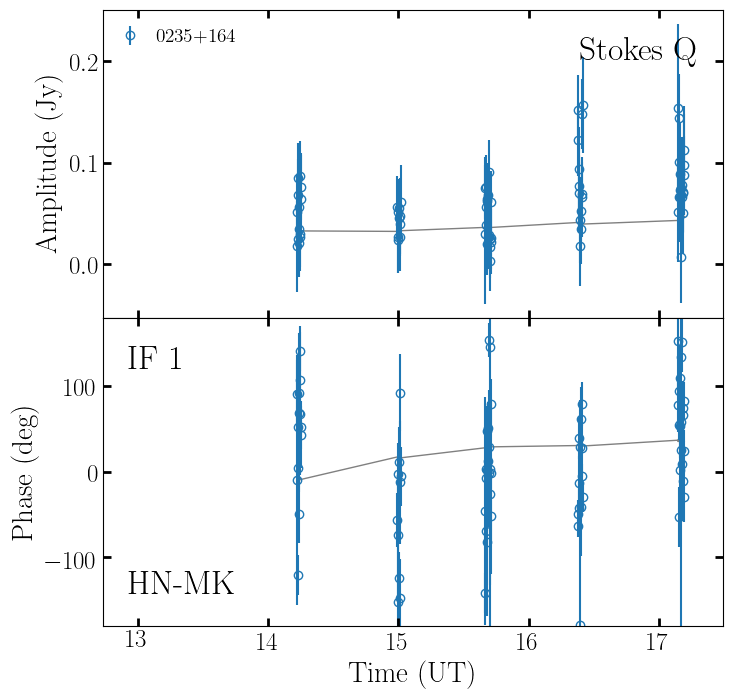 0235+164
Stokes Q
Amplitude (Jy)
0.2
0.1
0.0
IF 1
Phase (deg)
100
0
−100
HN-MK
13 14 15 16 17
Time (UT)